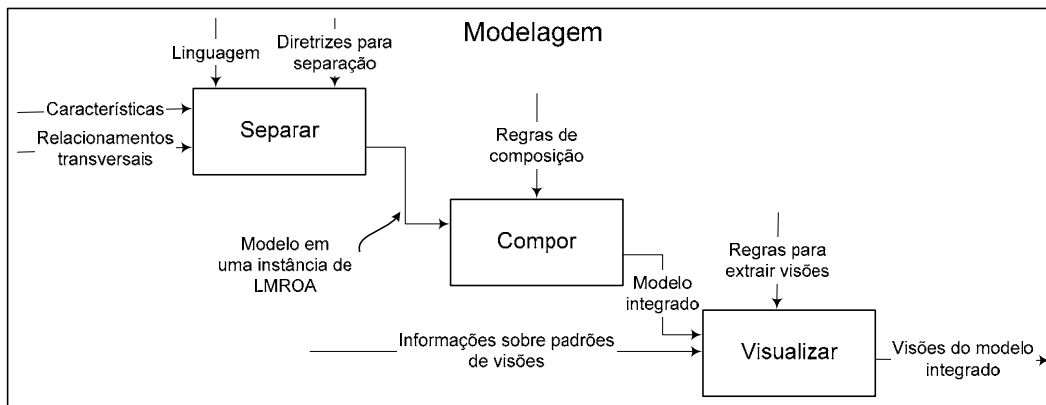 Modelagem
Linguagem
Diretrizes para
separação
Características
Relacionamentos
transversais
Separar
Regras de
composição
Modelo em
uma instância de
LMROA
Compor
Regras para
extrair visões
Modelo
integrado
Informações sobre padrões
de visões
Visualizar
Visões do modelo
integrado